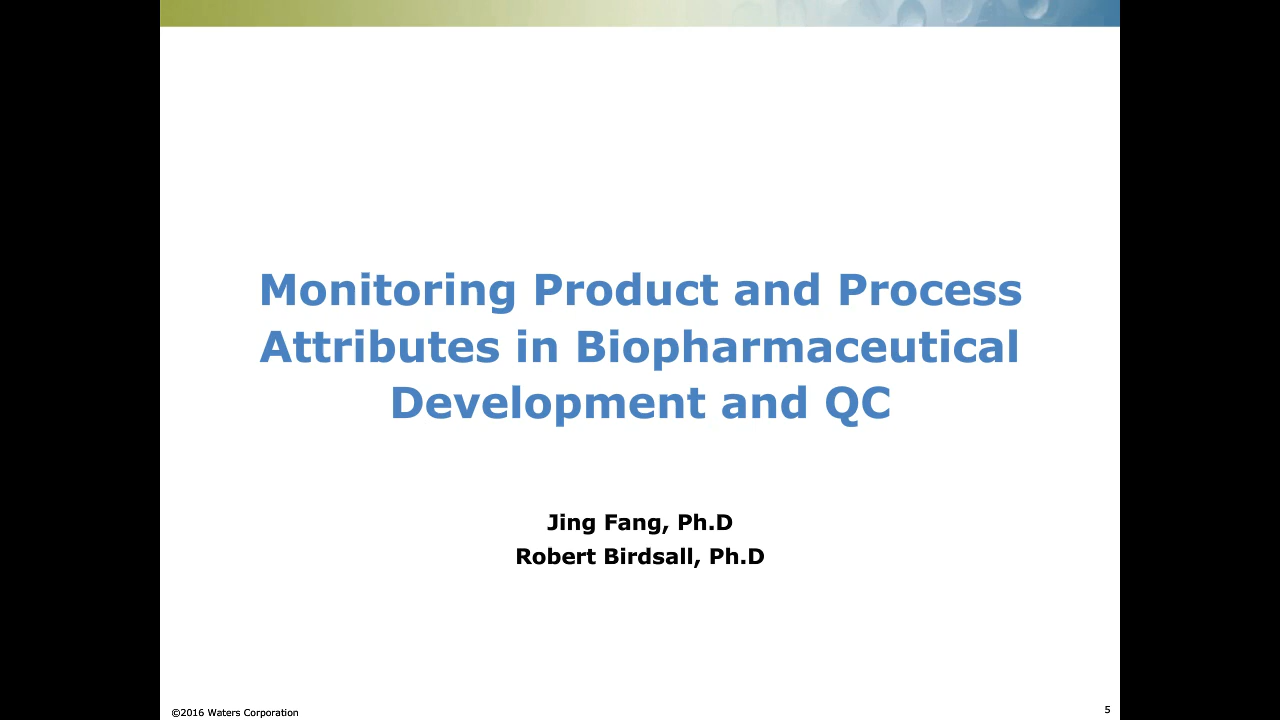 Monitoring Product and Process
Attributes in Biopharmaceutical
Development and QC
Jing Fang, Ph.D
Robert Birdsall, Ph.D
©2016 Waters Corporation
5